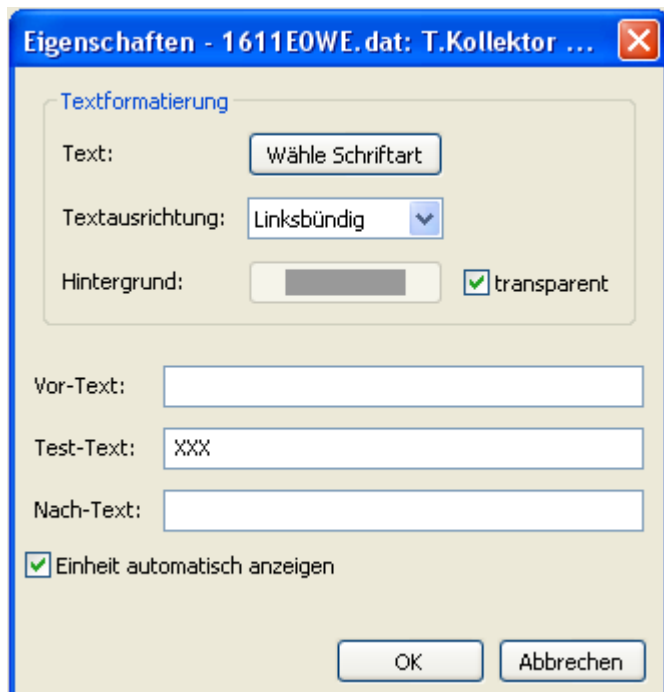 Eigenschaften - 1611E0WE.dat: T.Kollektor ...
Textformatierung
Text: Wähle Schriftart
Textausrichtung: Linksbündig
Hintergrund: transparent
Vor-Text:
Test-Text: XXX
Nach-Text:
Einheit automatisch anzeigen
OK Abbrechen